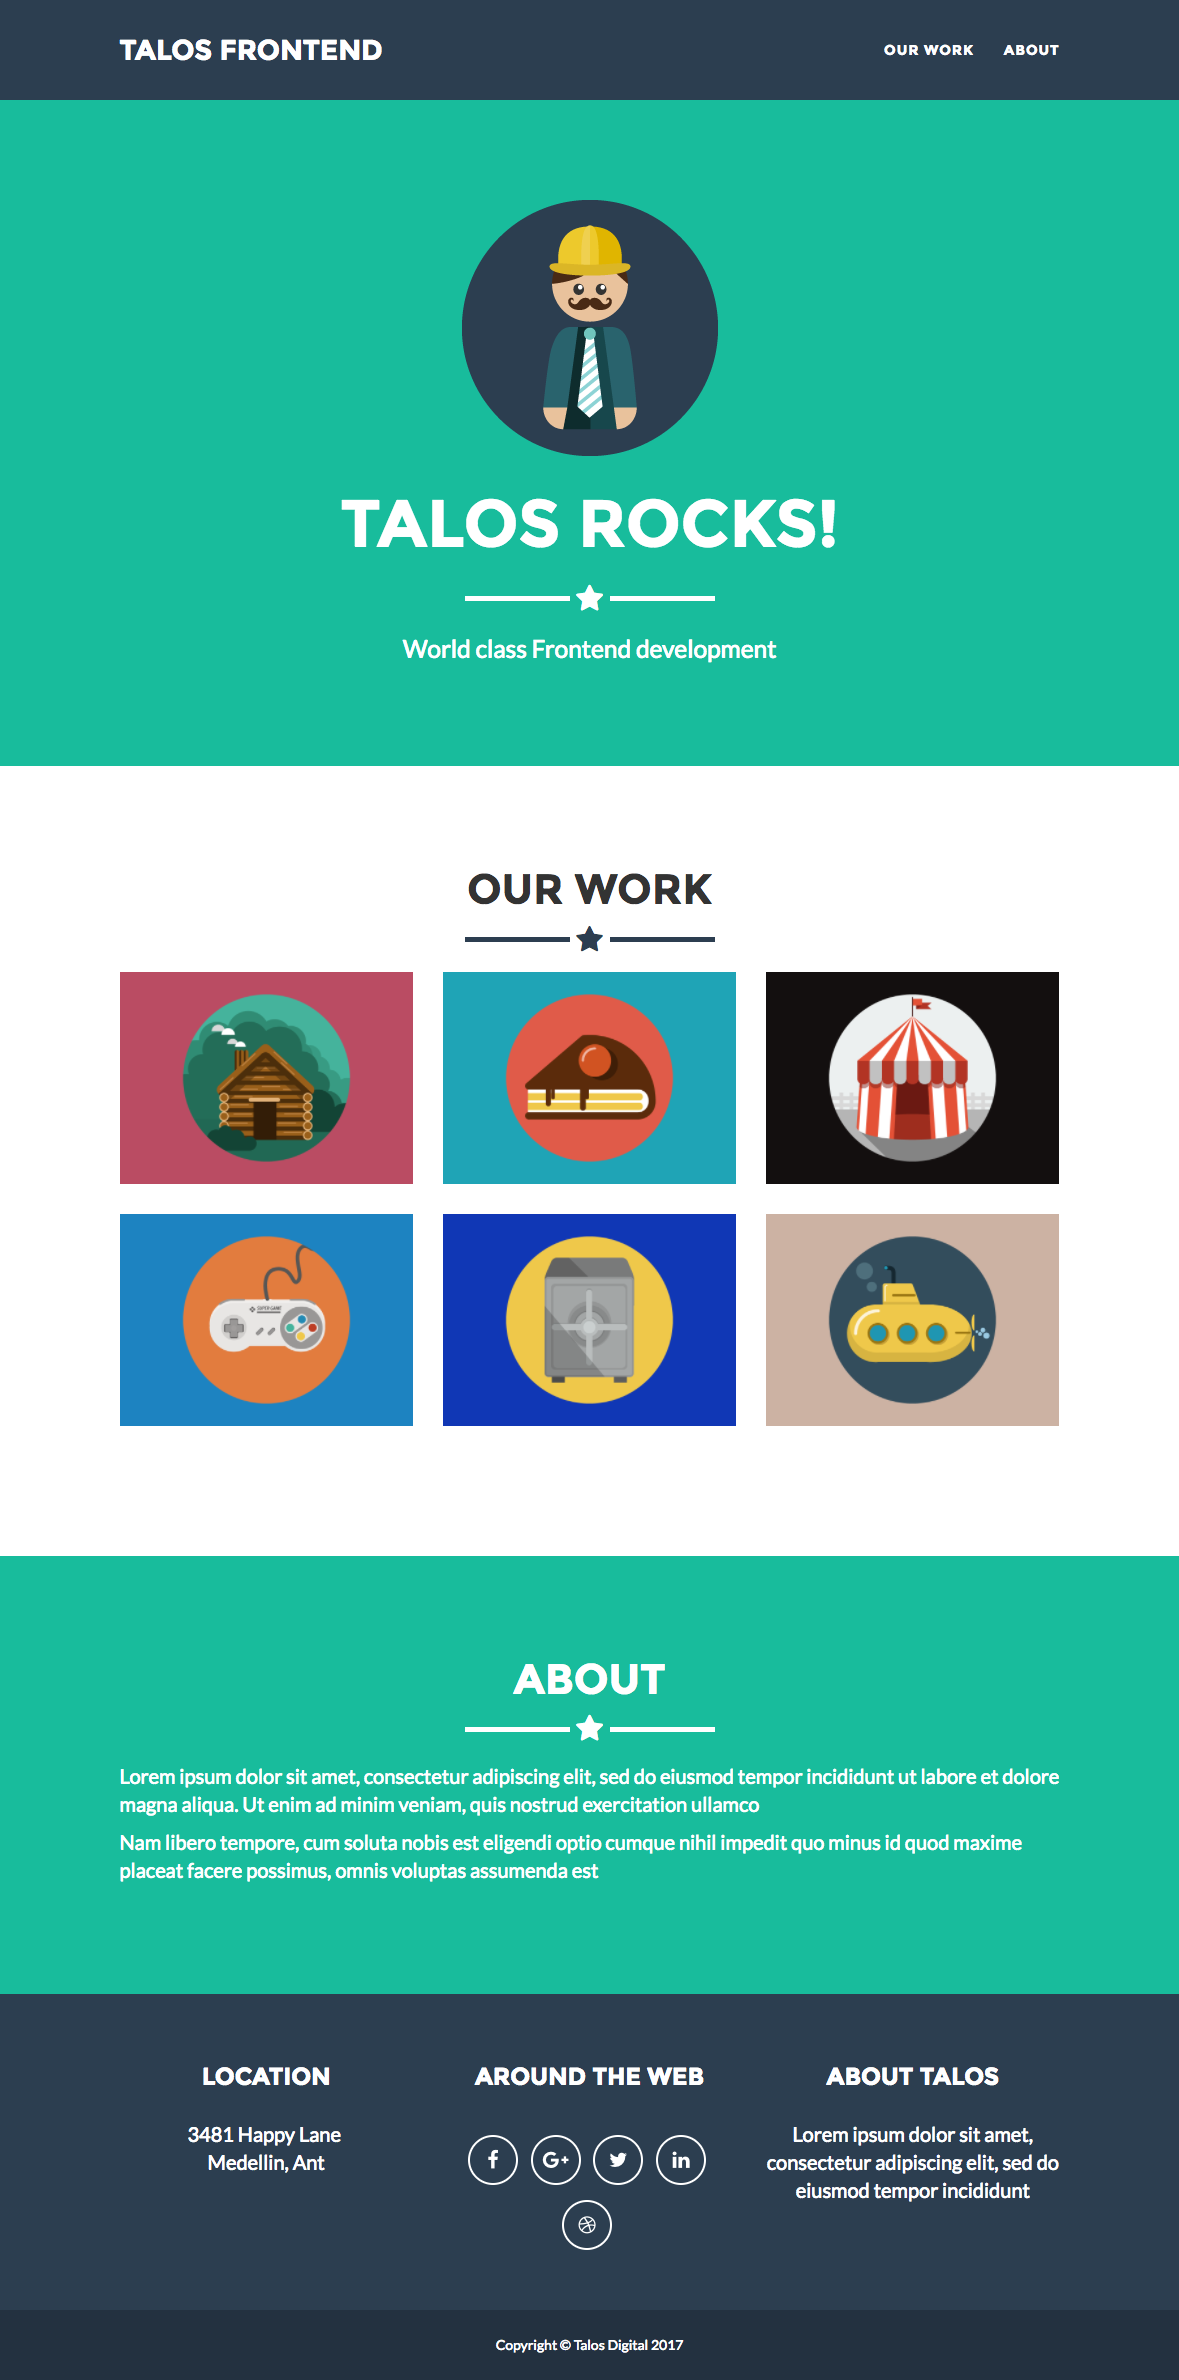 TALOS FRONTEND
OUR WORK
ABOUT
TALOS ROCKS!
World class Frontend development
OUR WORK
SUPER GAME
ABOUT
Lorem ipsum dolor sit amet, consectetur adipiscing elit, sed do eiusmod tempor incididunt ut labore et dolore
magna aliqua. Ut enim ad minim veniam, quis nostrud exercitation ullamco
Nam libero tempore, cum soluta nobis est eligendi optio cumque nihil impedit quo minus id quod maxime
placeat facere possimus, omnis voluptas assumenda est
LOCATION
3481 Happy Lane
Medellin, Ant
AROUND THE WEB
ABOUT TALOS
Lorem ipsum dolor sit amet,
consectetur adipiscing elit, sed do
eiusmod tempor incididunt
Copyright © Talos Digital 2017